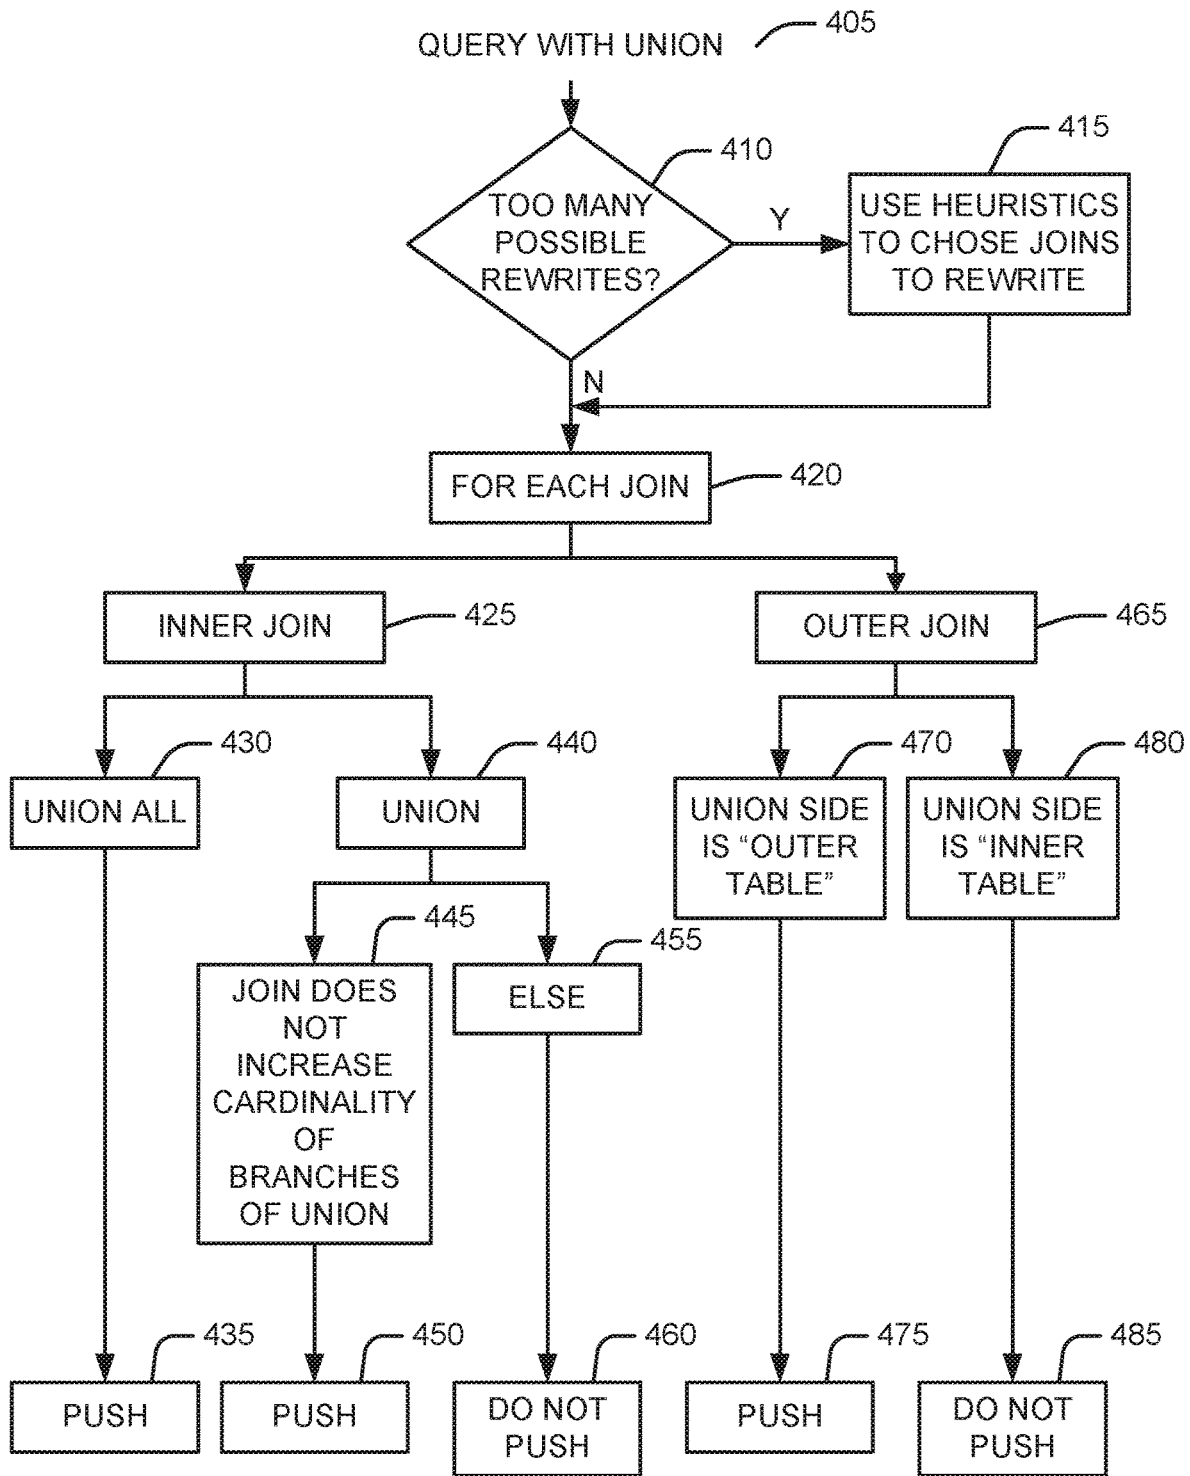 QUERY WITH UNION
405
410
TOO MANY
POSSIBLE
REWRITES?
Y
415
USE HEURISTICS
TO CHOSE JOINS
TO REWRITE
N
FOR EACH JOIN
420
INNER JOIN
425
OUTER JOIN
465
430
UNION ALL
440
UNION
470
UNION SIDE
IS “OUTER
TABLE”
480
UNION SIDE
IS “INNER
TABLE”
445
JOIN DOES
NOT
INCREASE
CARDINALITY
OF
BRANCHES
OF UNION
455
ELSE
435
PUSH
450
PUSH
460
DO NOT
PUSH
475
PUSH
485
DO NOT
PUSH